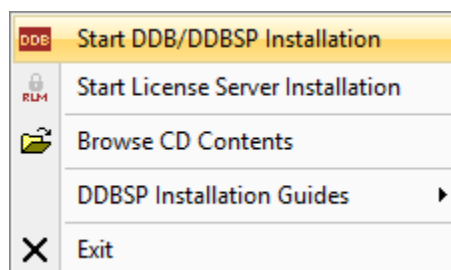 DDB Start DDB/DDBSP Installation
RLM Start License Server Installation
Browse CD Contents
DDBSP Installation Guides
Exit